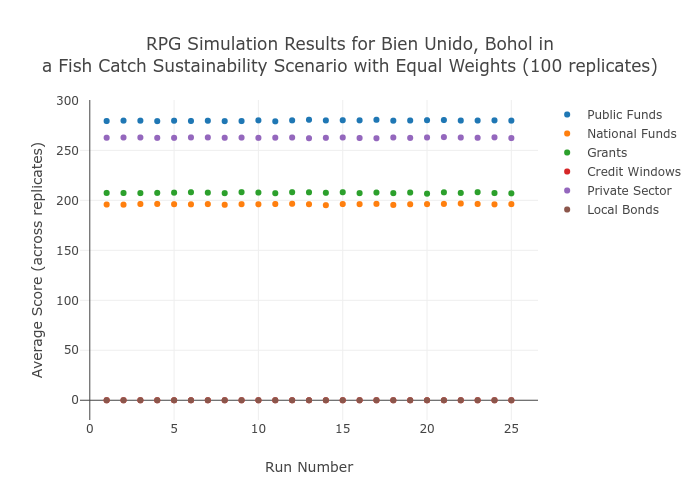 RPG Simulation Results for Bien Unido, Bohol in
a Fish Catch Sustainability Scenario with Equal Weights (100 replicates)
300
250
200
150
100
50
0
Average Score (across replicates)
0 5 10 15 20 25
Run Number
Public Funds
National Funds
Grants
Credit Windows
Private Sector
Local Bonds